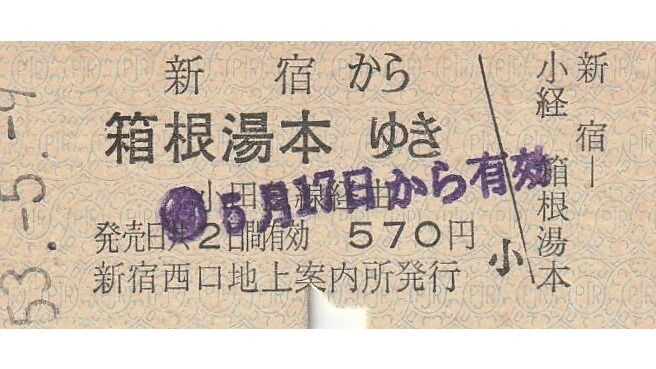 53.-5.-9
新宿から
箱根湯本ゆき
小田急線経由
5月17日から有効
発売日共2日間有効 570円
新宿西口地上案内所発行
小
新宿―
小経 箱根湯本